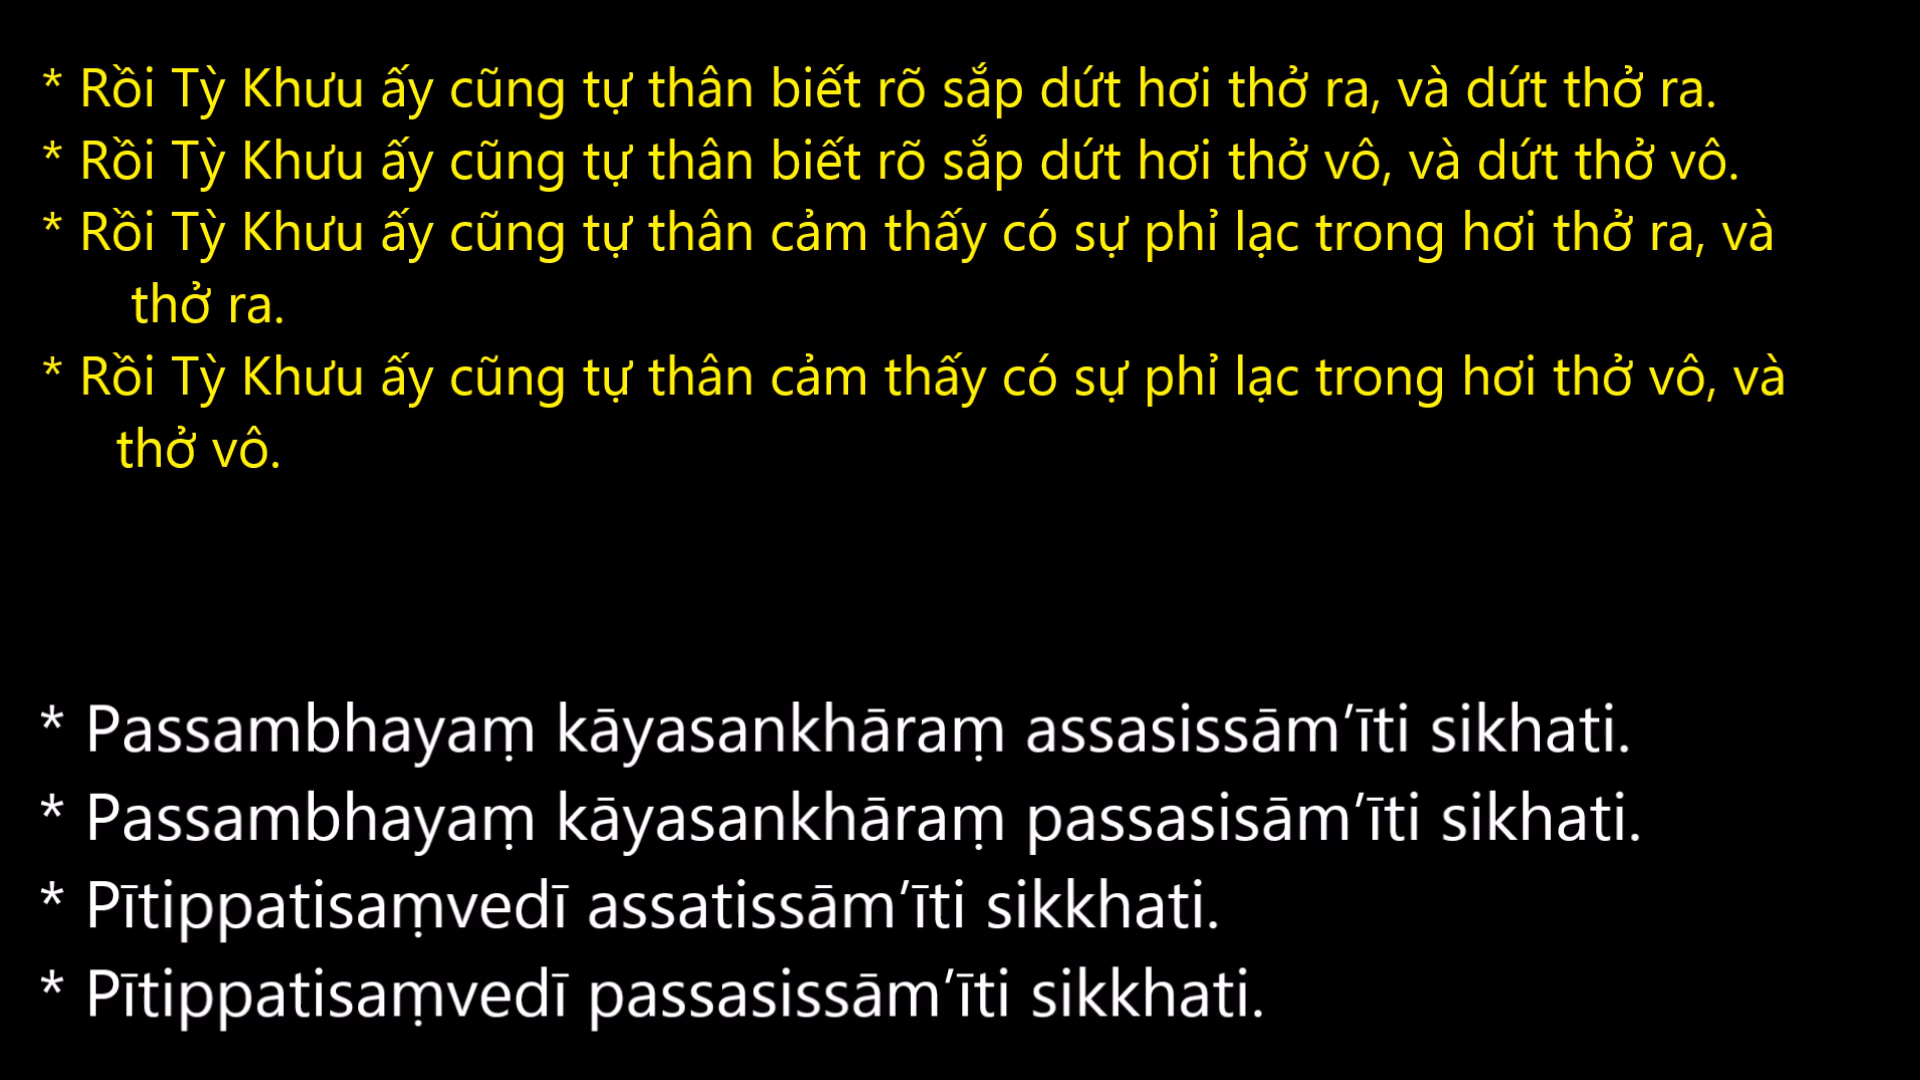 * Rồi Tỳ Khưu ấy cũng tự thân biết rõ sắp dứt hơi thở ra, và dứt thở ra.
* Rồi Tỳ Khưu ấy cũng tự thân biết rõ sắp dứt hơi thở vô, và dứt thở vô.
* Rồi Tỳ Khưu ấy cũng tự thân cảm thấy có sự phỉ lạc trong hơi thở ra, và
thở ra.
* Rồi Tỳ Khưu ấy cũng tự thân cảm thấy có sự phỉ lạc trong hơi thở vô, và
thở vô.
* Passambhayaṃ kāyasankhāraṃ assasissām’īti sikhati.
* Passambhayaṃ kāyasankhāraṃ passasisām’īti sikhati.
* Pītippatisaṃvedī assatissām’īti sikkhati.
* Pītippatisaṃvedī passasissām’īti sikkhati.